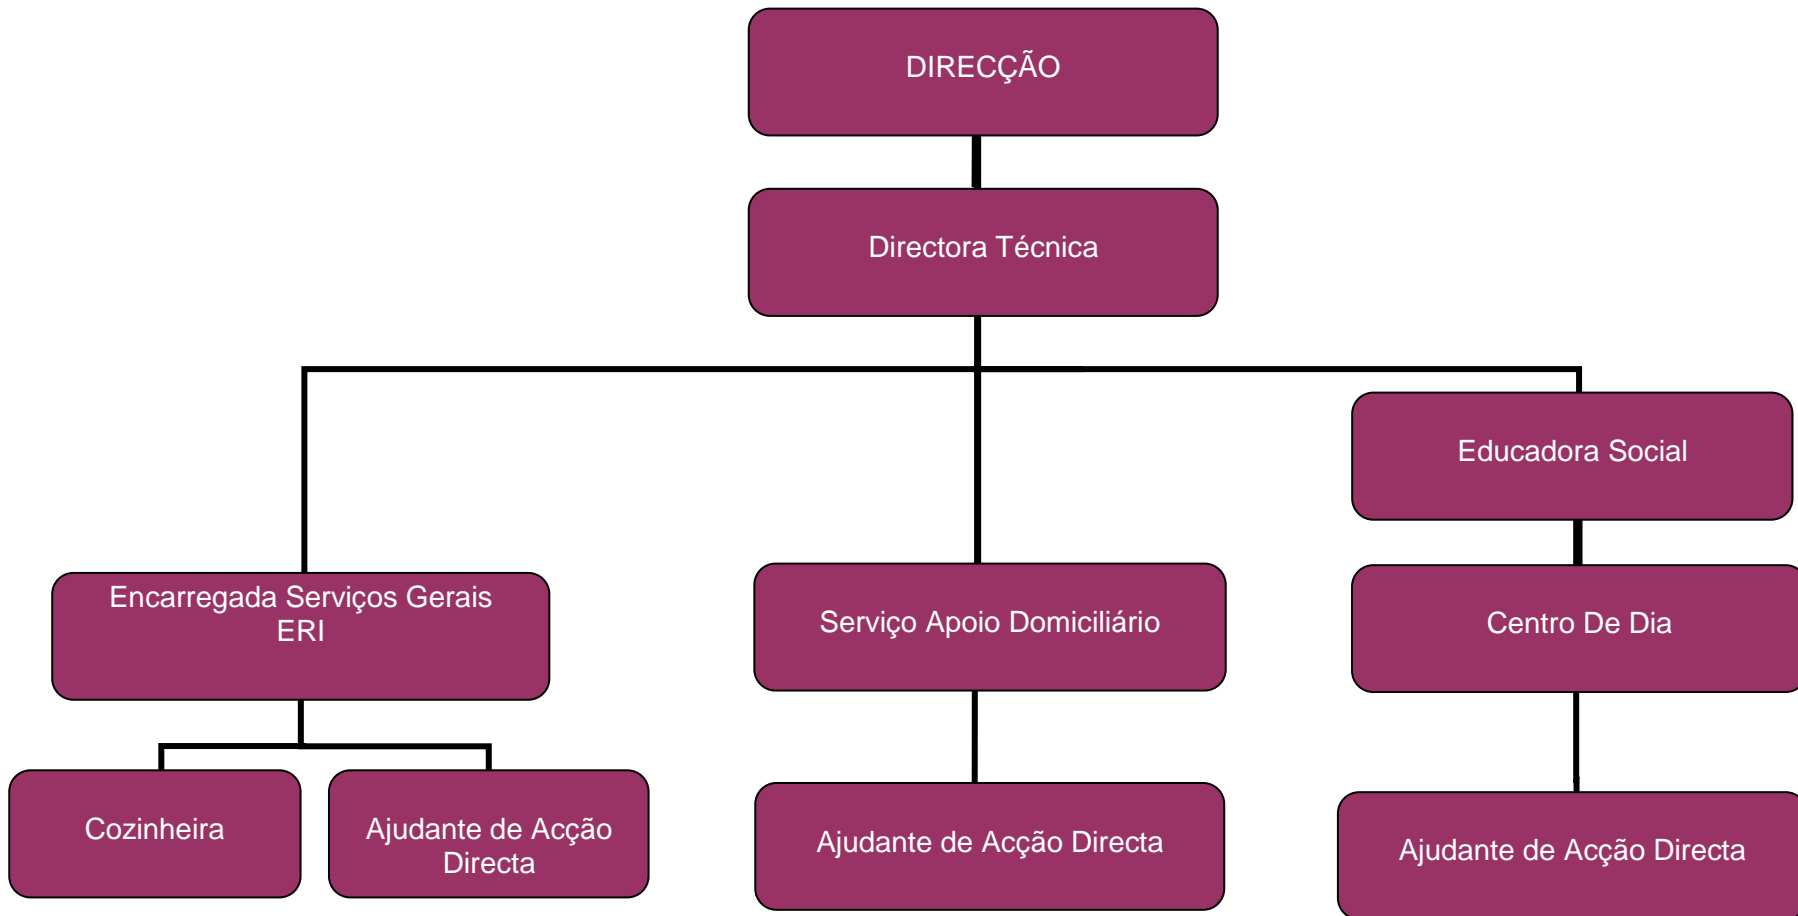 DIRECÇÃO
Directora Técnica
Educadora Social
Encarregada Serviços Gerais
ERI
Serviço Apoio Domiciliário
Centro De Dia
Cozinheira
Ajudante de Acção
Directa
Ajudante de Acção Directa
Ajudante de Acção Directa